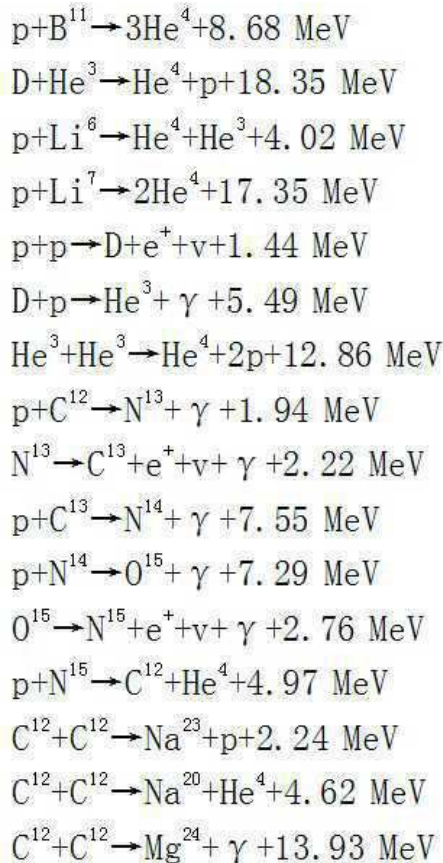 p+B¹¹→3He⁴+8.68 MeV
D+He³→He⁴+p+18.35 MeV
p+Li⁶→He⁴+He³+4.02 MeV
p+Li⁷→2He⁴+17.35 MeV
p+p→D+e⁺+v+1.44 MeV
D+p→He³+γ+5.49 MeV
He³+He³→He⁴+2p+12.86 MeV
p+C¹²→N¹³+γ+1.94 MeV
N¹³→C¹³+e⁺+v+γ+2.22 MeV
p+C¹³→N¹⁴+γ+7.55 MeV
p+N¹⁴→O¹⁵+γ+7.29 MeV
O¹⁵→N¹⁵+e⁺+v+γ+2.76 MeV
p+N¹⁵→C¹²+He⁴+4.97 MeV
C¹²+C¹²→Na²³+p+2.24 MeV
C¹²+C¹²→Na²⁰+He⁴+4.62 MeV
C¹²+C¹²→Mg²⁴+γ+13.93 MeV